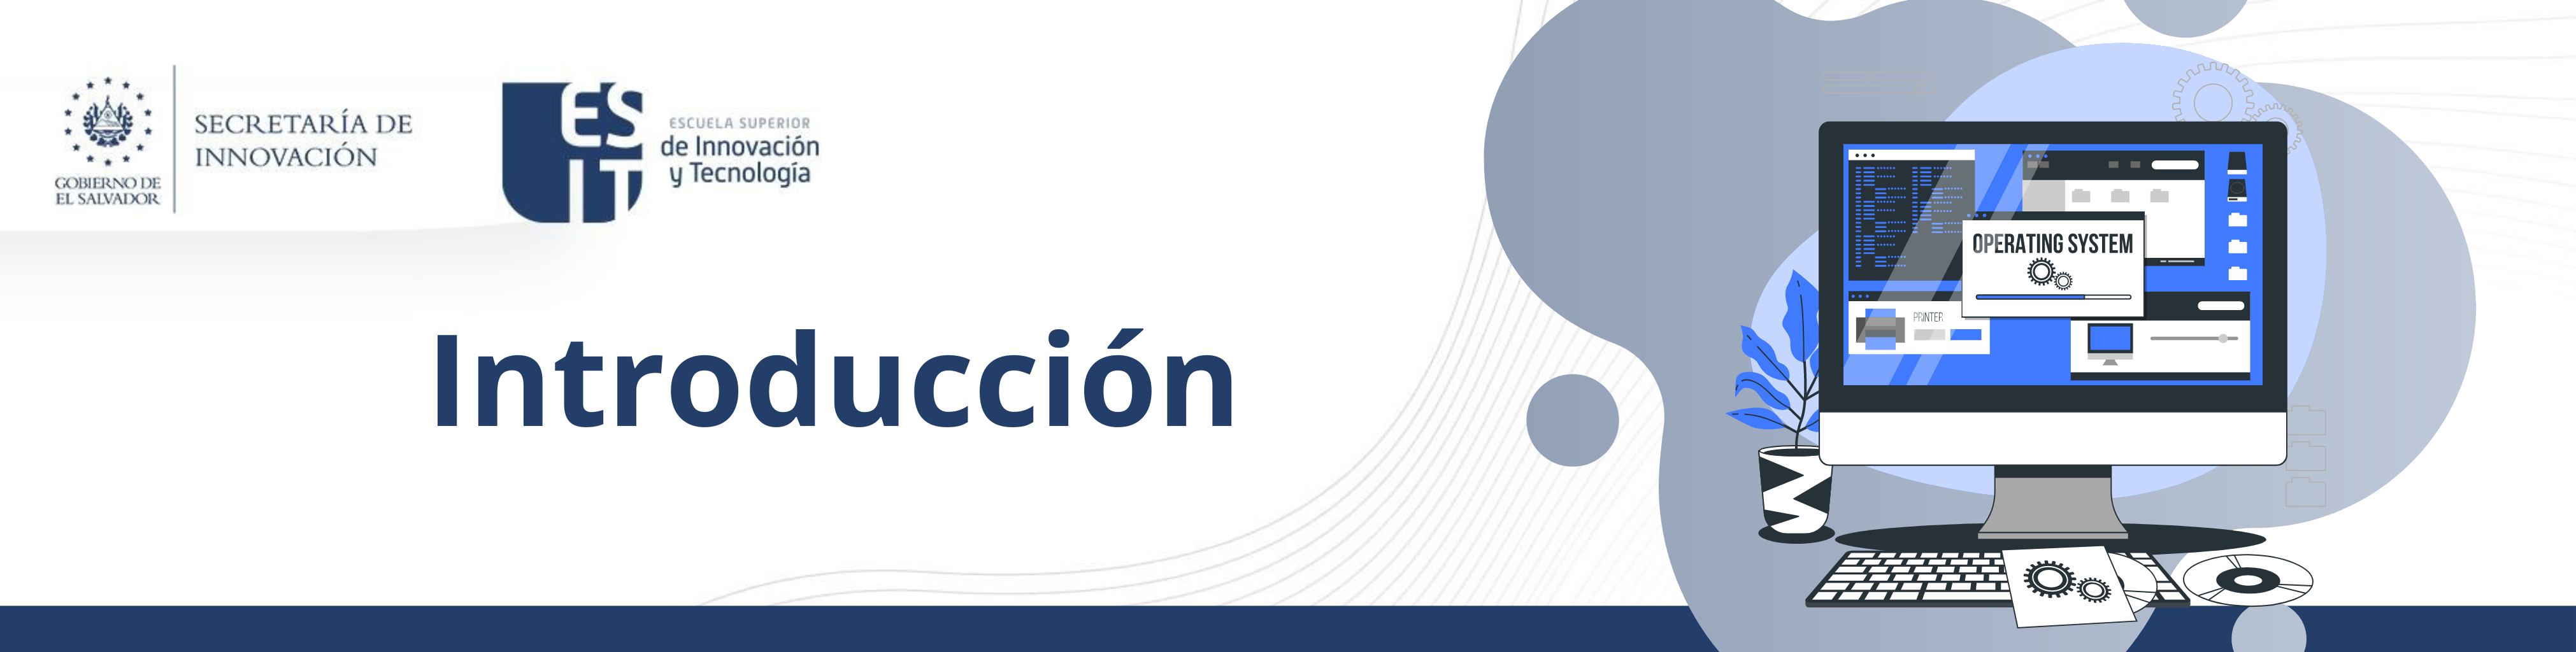 GOBIERNO DE
EL SALVADOR
SECRETARÍA DE
INNOVACIÓN
ES
IT
ESCUELA SUPERIOR
de Innovación
y Tecnología
Introducción
OPERATING SYSTEM
PRINTER